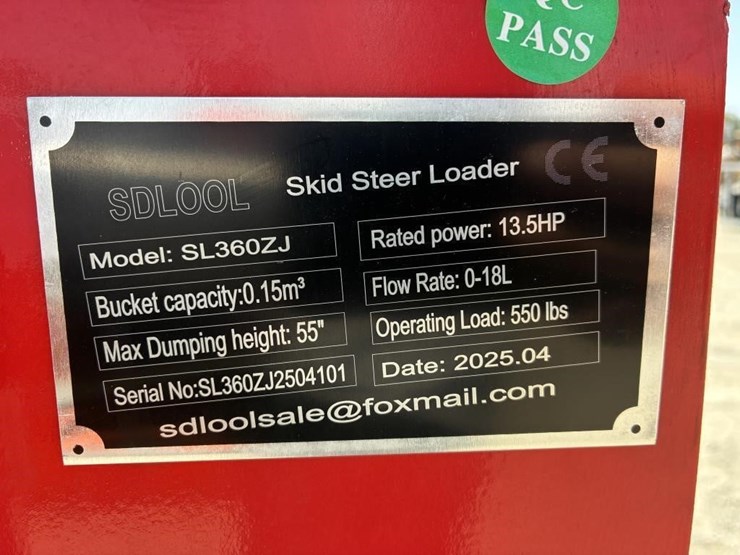 QC
PASS
SDLOOL Skid Steer Loader CE
Model: SL360ZJ
Rated power: 13.5HP
Bucket capacity:0.15m³
Flow Rate: 0-18L
Max Dumping height: 55"
Operating Load: 550 lbs
Serial No:SL360ZJ2504101
Date: 2025.04
sdloolsale@foxmail.com